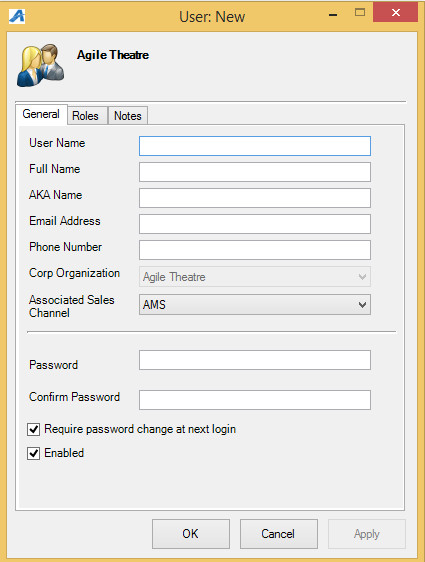 User: New
Agile Theatre
General
Roles
Notes
User Name
Full Name
AKA Name
Email Address
Phone Number
Corp Organization
Agile Theatre
Associated Sales
Channel
AMS
Password
Confirm Password
Require password change at next login
Enabled
OK
Cancel
Apply